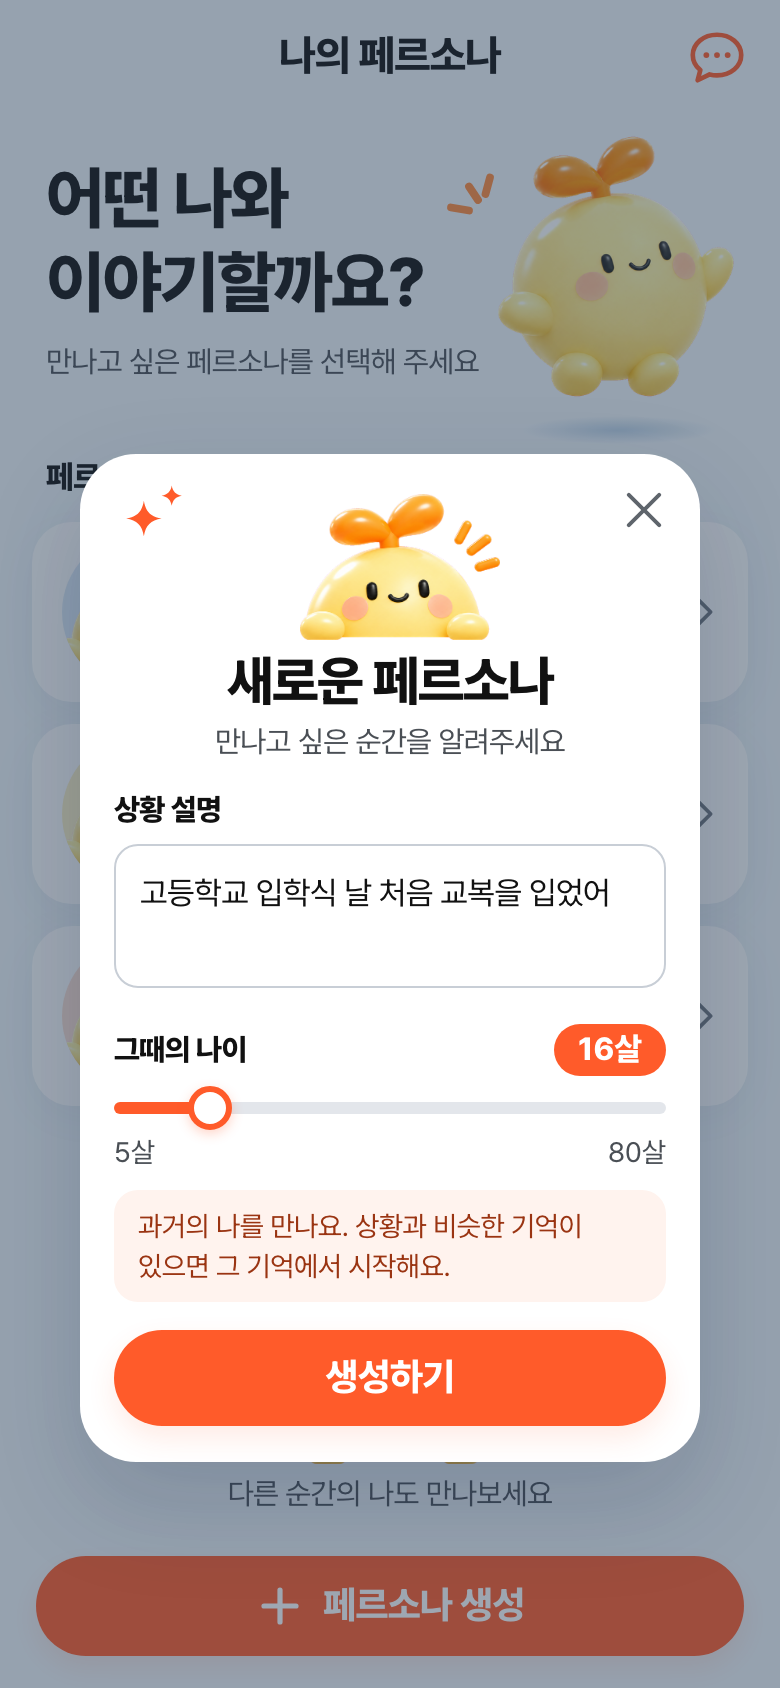 나의 페르소나
어떤 나와
이야기할까요?
만나고 싶은 페르소나를 선택해 주세요
페르
새로운 페르소나
만나고 싶은 순간을 알려주세요
상황 설명
고등학교 입학식 날 처음 교복을 입었어
그때의 나이
16살
5살
80살
과거의 나를 만나요. 상황과 비슷한 기억이
있으면 그 기억에서 시작해요.
생성하기
다른 순간의 나도 만나보세요
페르소나 생성